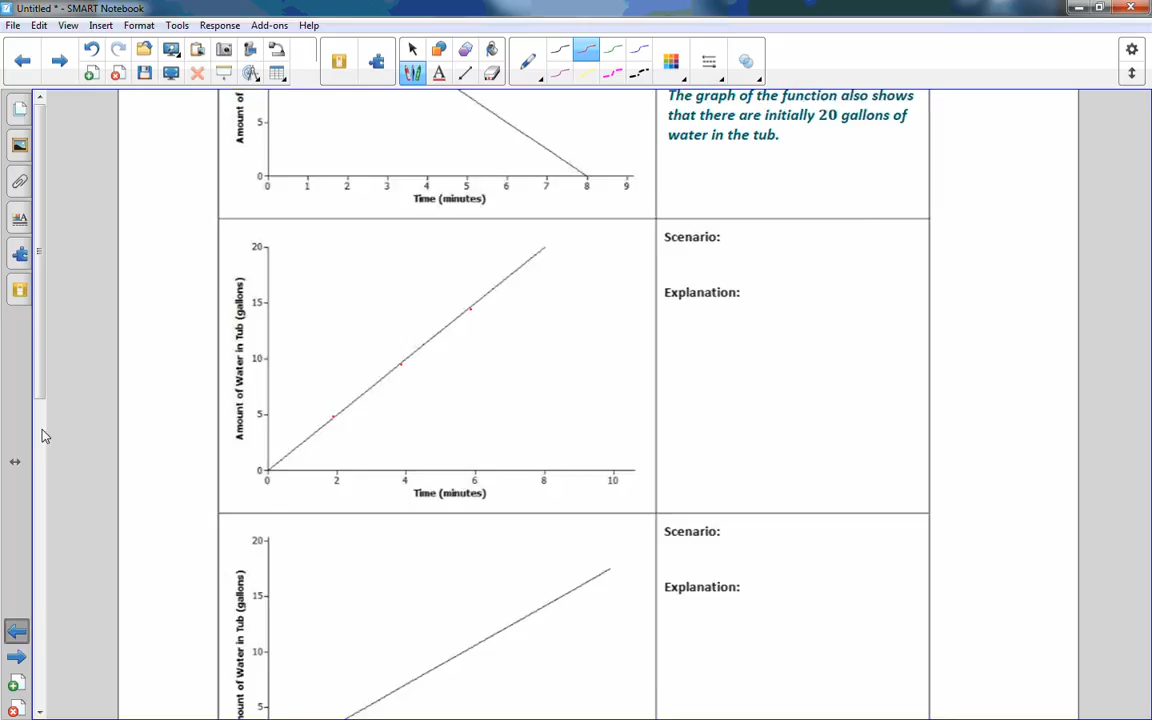 Untitled * - SMART Notebook
File Edit View Insert Format Tools Response Add-ons Help
Amount of
5
0
0 1 2 3 4 5 6 7 8 9
Time (minutes)
The graph of the function also shows
that there are initially 20 gallons of
water in the tub.
Amount of Water in Tub (gallons)
20
15
10
5
0
0 2 4 6 8 10
Time (minutes)
Scenario:
Explanation:
mount of Water in Tub (gallons)
20
15
10
5
Scenario:
Explanation: